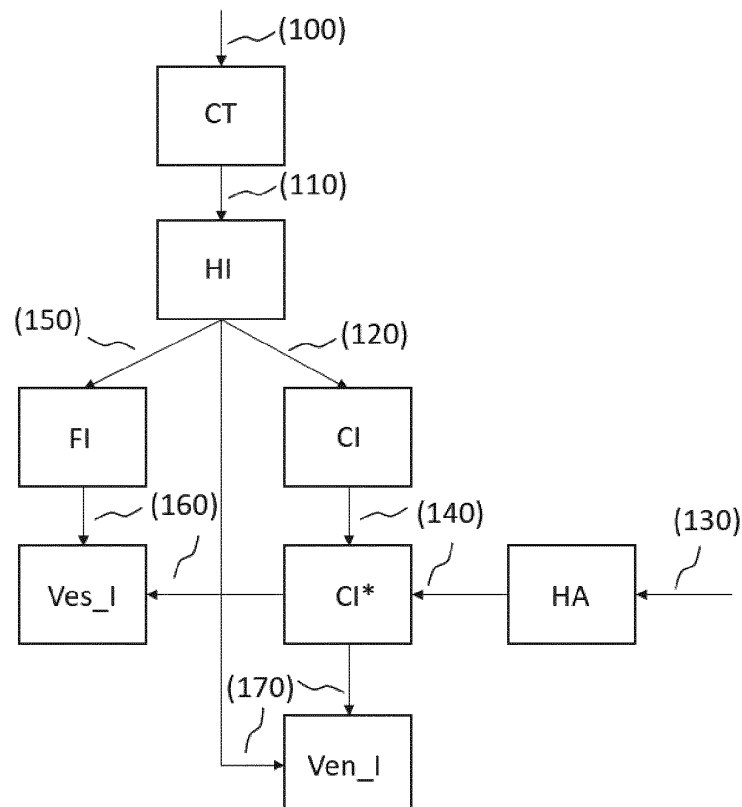 (100)
CT
(110)
HI
(150)
(120)
FI
CI
(160)
(140)
(130)
Ves_I
CI*
HA
(170)
Ven_I